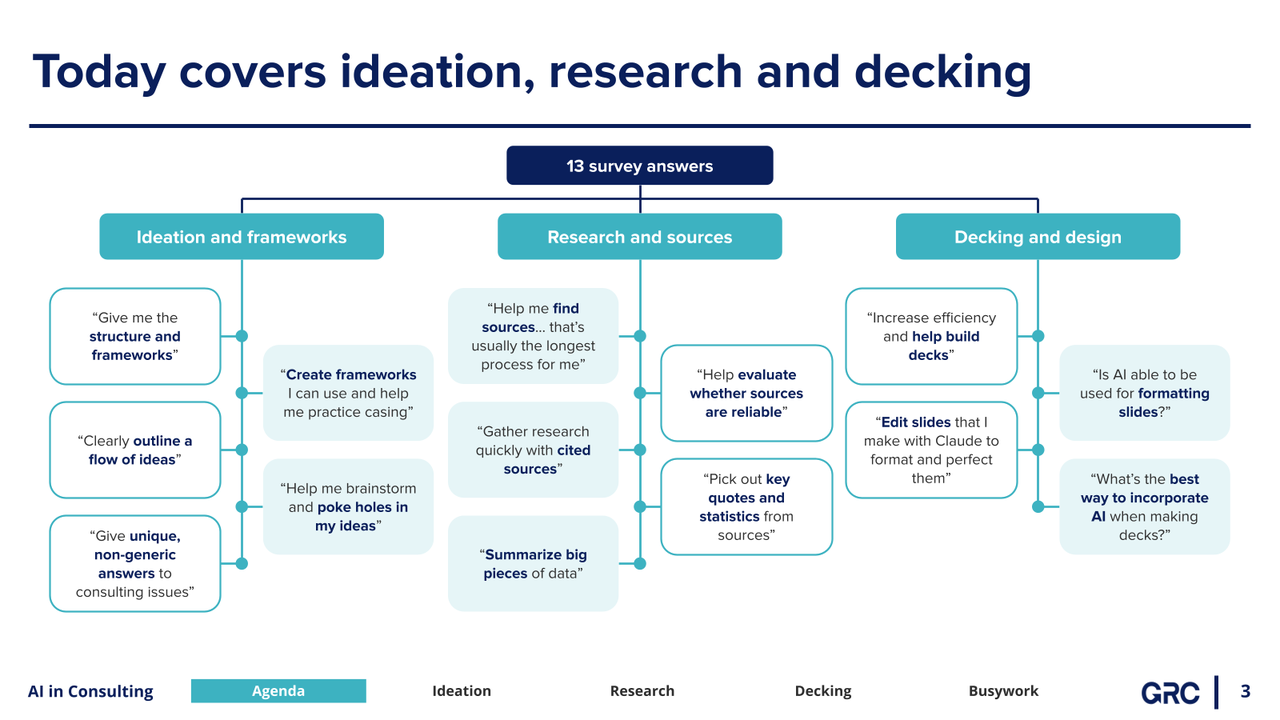 Today covers ideation, research and decking
13 survey answers
Ideation and frameworks
“Give me the
structure and
frameworks”
“Create frameworks
I can use and help
me practice casing”
“Clearly outline a
flow of ideas”
“Help me brainstorm
and poke holes in
my ideas”
“Give unique,
non-generic
answers to
consulting issues”
Research and sources
“Help me find
sources... that’s
usually the longest
process for me”
“Help evaluate
whether sources
are reliable”
“Gather research
quickly with cited
sources”
“Pick out key
quotes and
statistics from
sources”
“Summarize big
pieces of data”
Decking and design
“Increase efficiency
and help build
decks”
“Is AI able to be
used for formatting
slides?”
“Edit slides that I
make with Claude to
format and perfect
them”
“What’s the best
way to incorporate
AI when making
decks?”
AI in Consulting
Agenda
Ideation
Research
Decking
Busywork
GRC
3